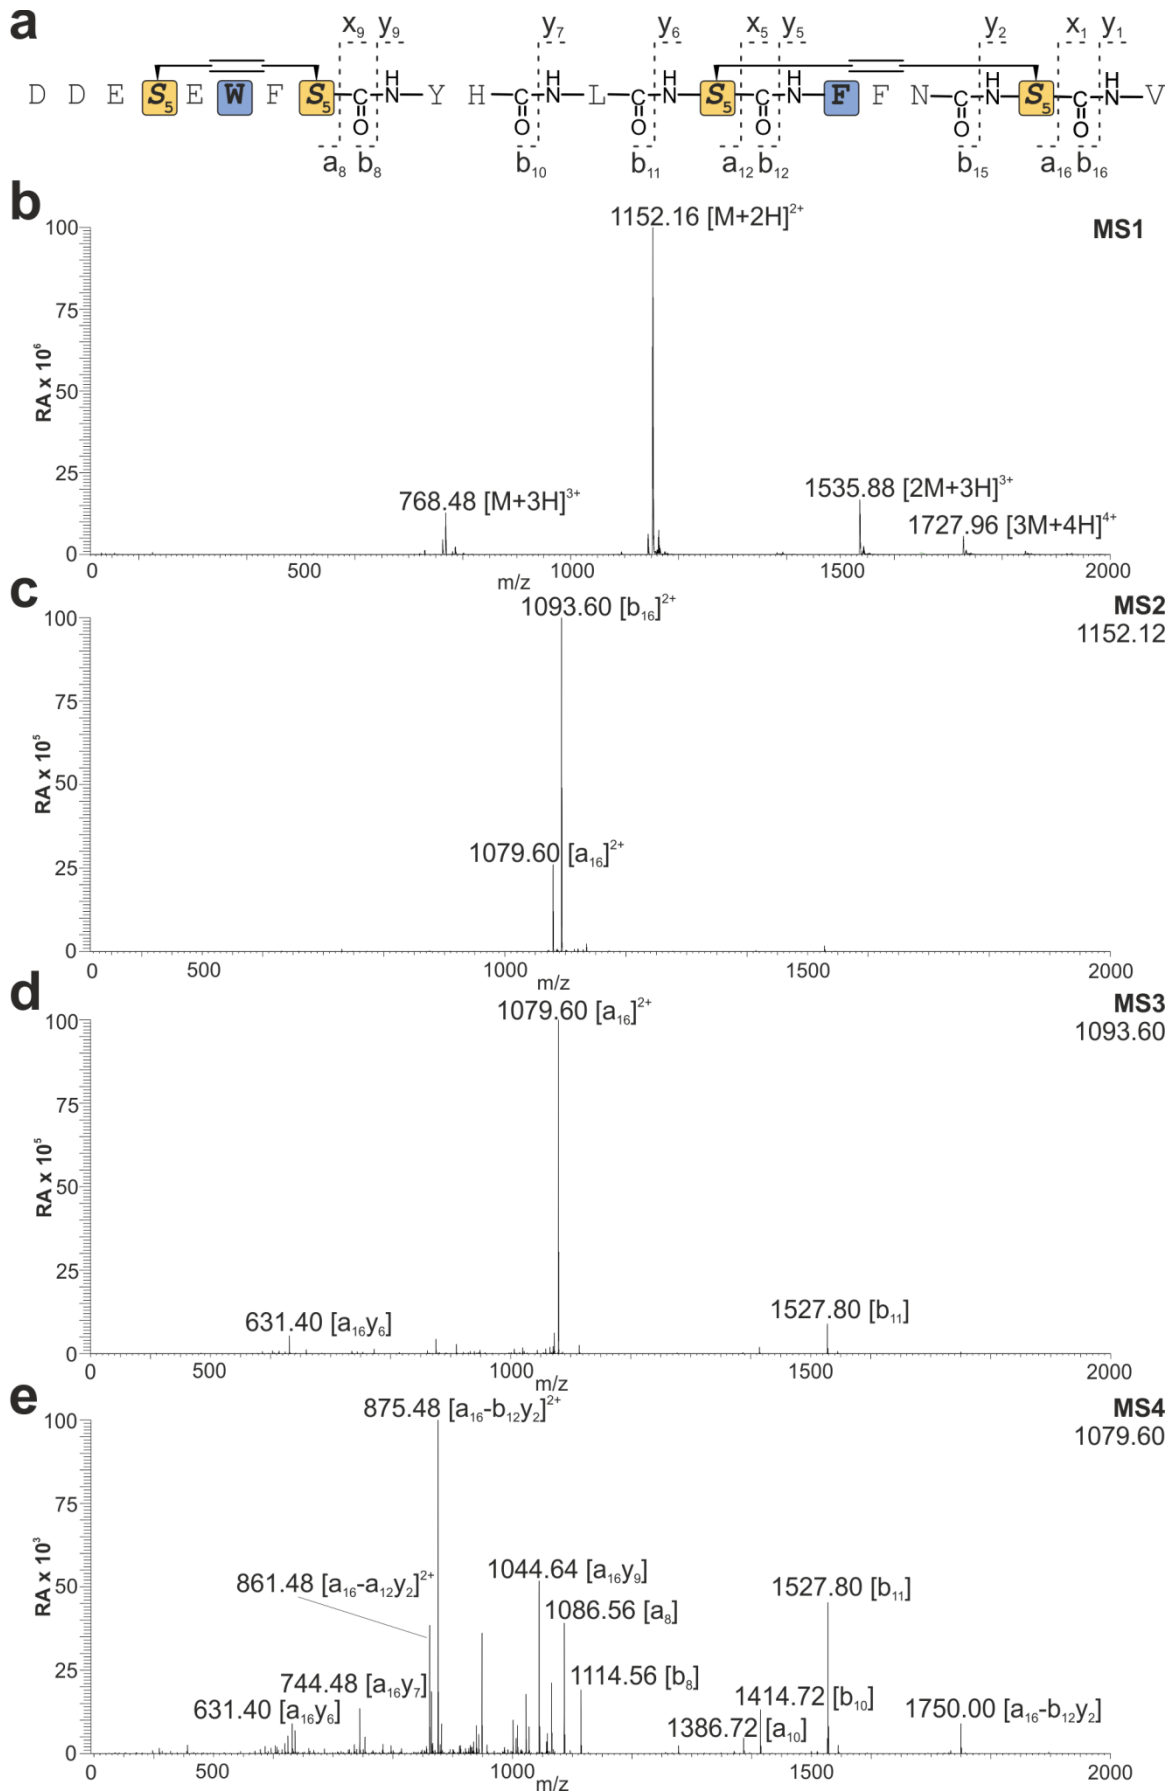 a
x9 y9 y7 y6 x5 y5 y2 x1 y1
D D E S5 E W F S5 C H N Y H C H N L C H N S5 C H N F F N C H N S5 C H N V
O O O O O O
a8 b8 b10 b11 a12 b12 b15 a16 b16
b
MS1
1152.16 [M+2H]2+
768.48 [M+3H]3+
1535.88 [2M+3H]3+
1727.96 [3M+4H]4+
RA x 10^6
100
75
50
25
0
0 500 1000 1500 2000
m/z
c
MS2
1152.12
1093.60 [b16]2+
1079.60 [a16]2+
RA x 10^5
100
75
50
25
0
0 500 1000 1500 2000
m/z
d
MS3
1093.60
1079.60 [a16]2+
631.40 [a16y6]
1527.80 [b11]
RA x 10^5
100
75
50
25
0
0 500 1000 1500 2000
m/z
e
MS4
1079.60
875.48 [a16-b12y2]2+
861.48 [a16-a12y2]2+
1044.64 [a16y9]
1086.56 [a8]
1527.80 [b11]
744.48 [a16y7]
1114.56 [b8]
631.40 [a16y6]
1414.72 [b10]
1386.72 [a10]
1750.00 [a16-b12y2]
RA x 10^3
100
75
50
25
0
0 500 1000 1500 2000
m/z